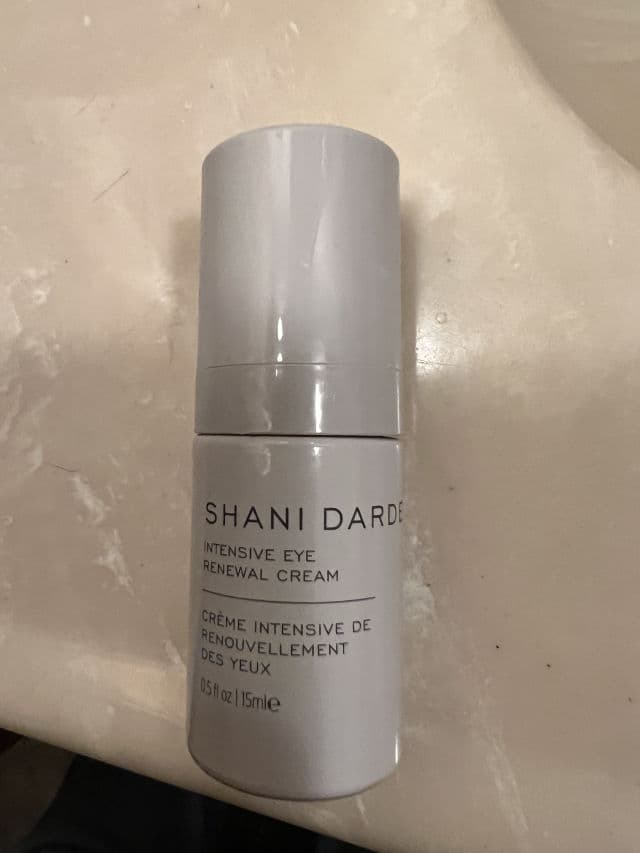 SHANI DARDE
INTENSIVE EYE
RENEWAL CREAM
CRÈME INTENSIVE DE
RENOUVELLEMENT
DES YEUX
0.5 fl oz | 15ml e